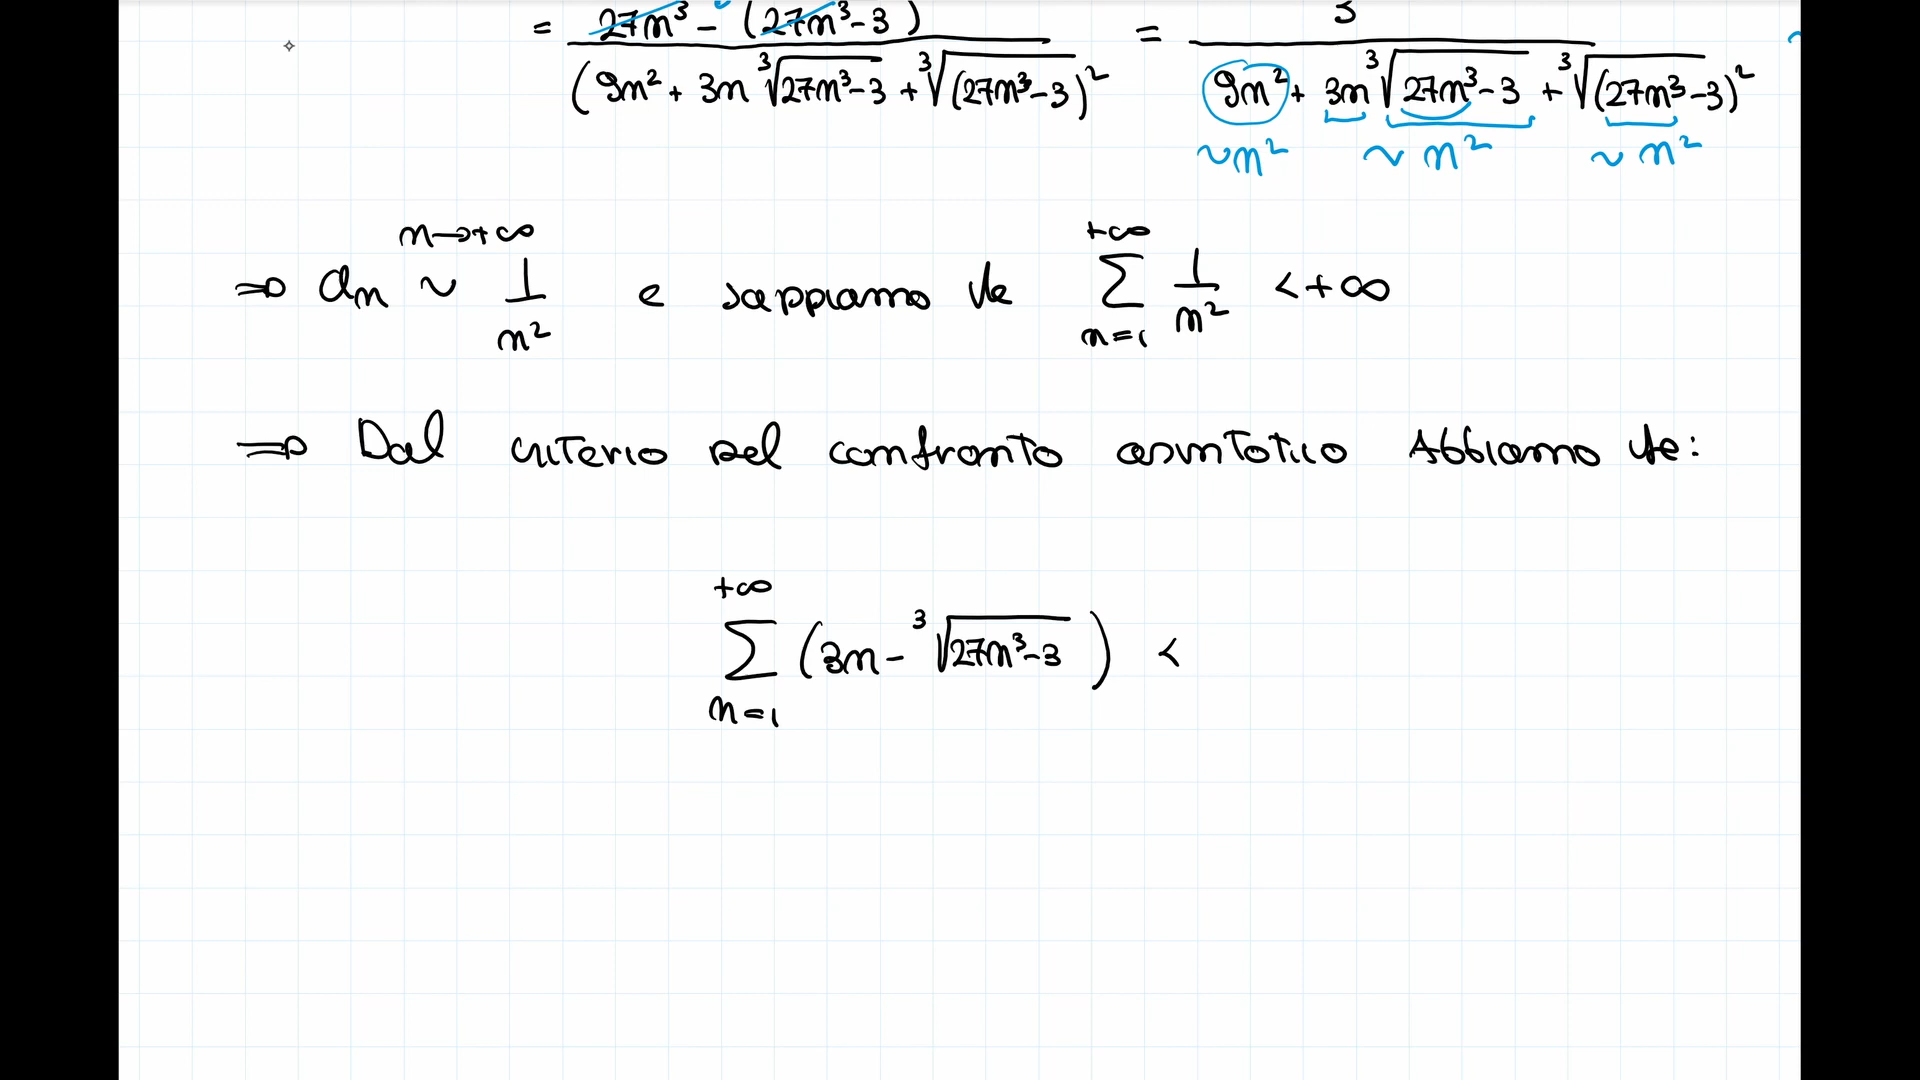 = 27n³ - (27n³-3) / (9n² + 3n ∛27n³-3 + ∛(27n³-3)² = 3 / 9n² + 3n ∛27n³-3 + ∛(27n³-3)²
~n² ~ n² ~ n²
n→+∞
⇒ an ~ 1/n² e sappiamo che +∞ Σ n=1 1/n² < +∞
⇒ Dal criterio del confronto asintotico Abbiamo che:
+∞ Σ n=1 (3n - ∛27n³-3) <